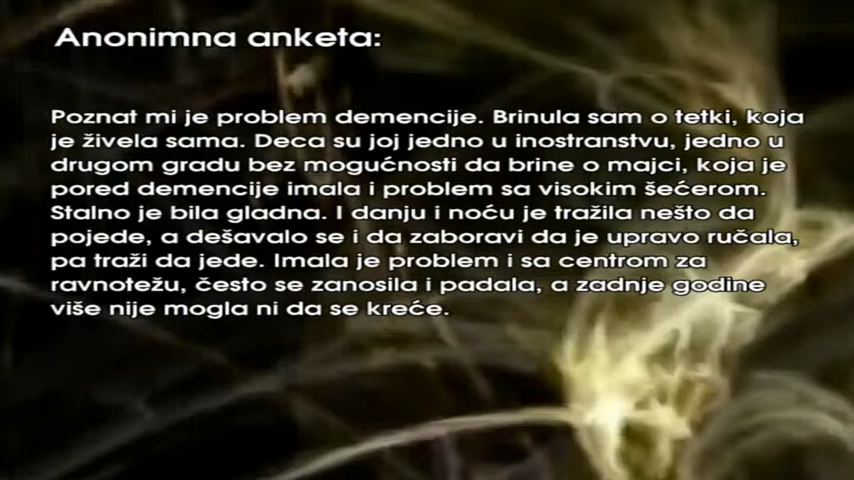 Anonimna anketa:
Poznat mi je problem demencije. Brinula sam o tetki, koja
je živela sama. Deca su joj jedno u inostranstvu, jedno u
drugom gradu bez mogućnosti da brine o majci, koja je
pored demencije imala i problem sa visokim šećerom.
Stalno je bila gladna. I danju i noću je tražila nešto da
pojede, a dešavalo se i da zaboravi da je upravo ručala,
pa traži da jede. Imala je problem i sa centrom za
ravnotežu, često se zanosila i padala, a zadnje godine
više nije mogla ni da se kreće.